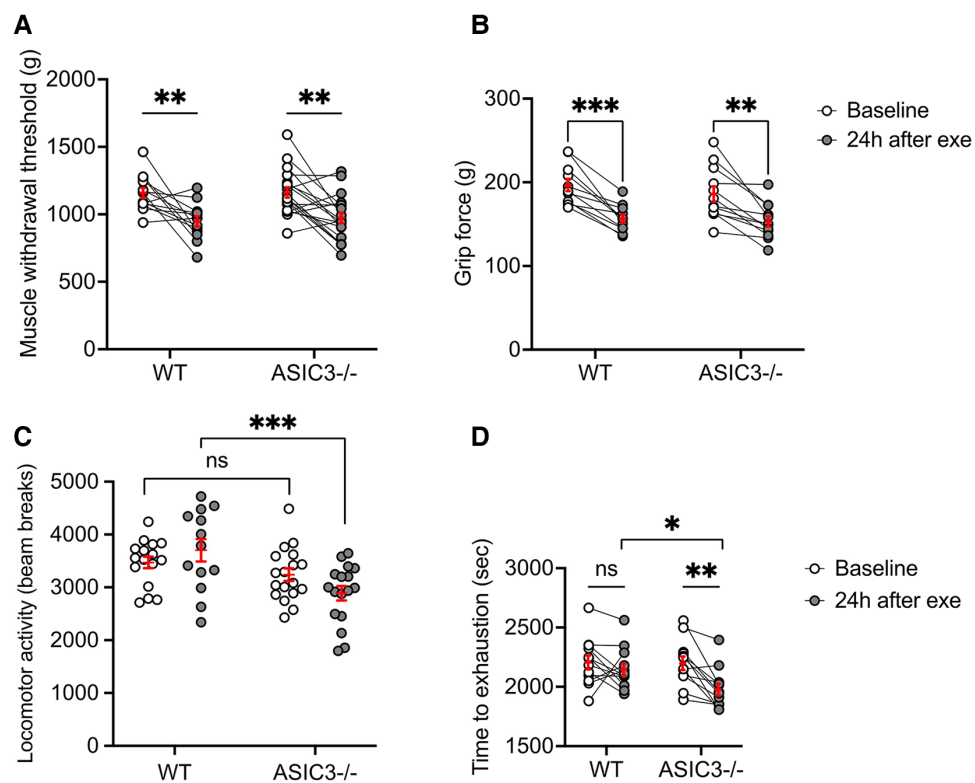 A
Muscle withdrawal threshold (g)
2000
1500
1000
500
0
** **
WT ASIC3-/-
B
Grip force (g)
300
200
100
0
*** **
WT ASIC3-/-
Baseline
24h after exe
C
Locomotor activity (beam breaks)
5000
4000
3000
2000
1000
0
***
ns
WT ASIC3-/-
D
Time to exhaustion (sec)
3000
2500
2000
1500
*
ns **
WT ASIC3-/-
Baseline
24h after exe